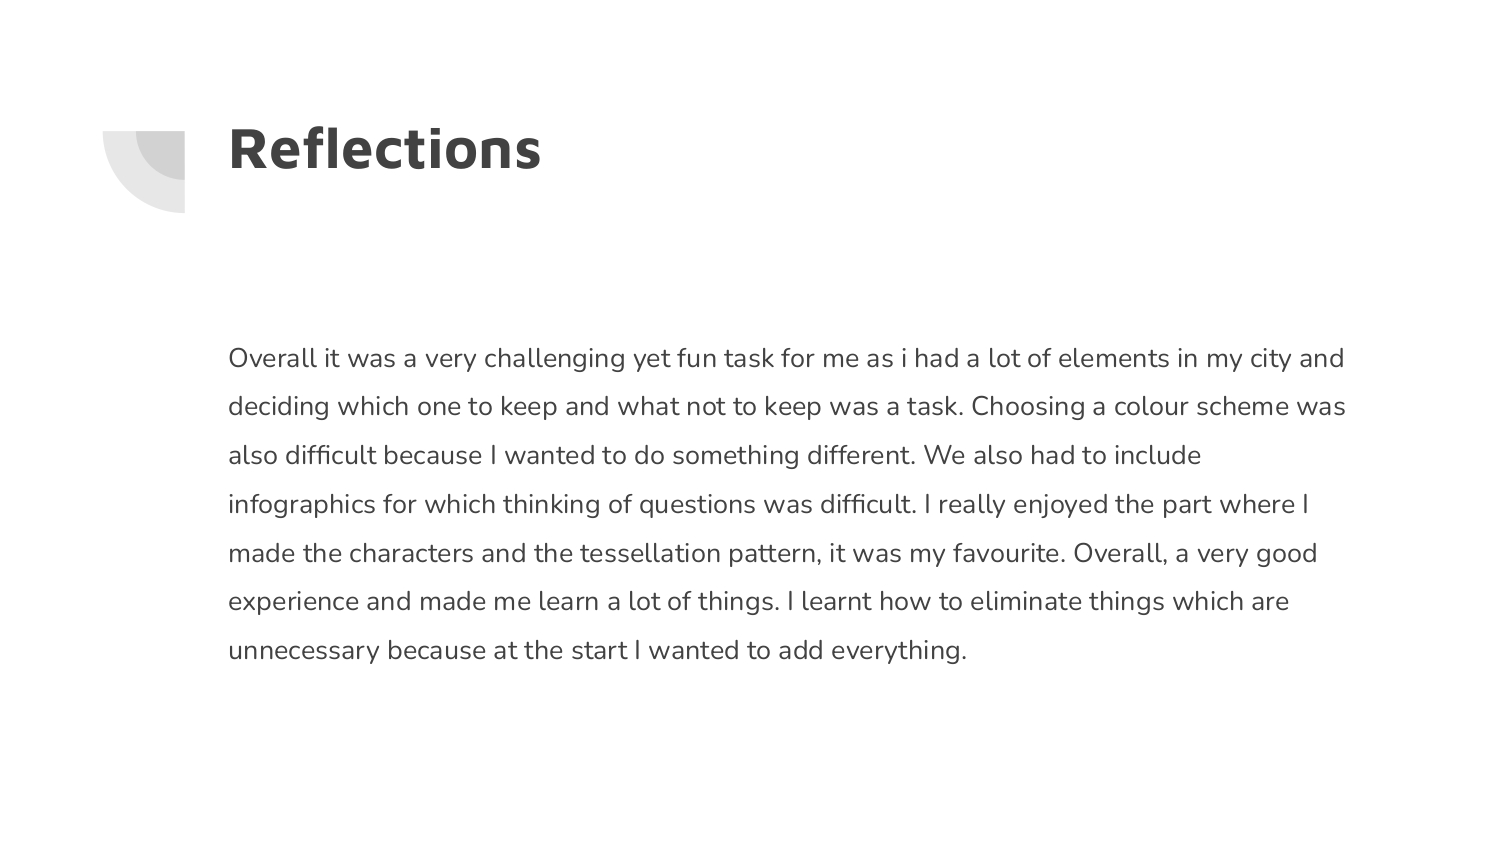 Reflections
Overall it was a very challenging yet fun task for me as i had a lot of elements in my city and
deciding which one to keep and what not to keep was a task. Choosing a colour scheme was
also difficult because I wanted to do something different. We also had to include
infographics for which thinking of questions was difficult. I really enjoyed the part where I
made the characters and the tessellation pattern, it was my favourite. Overall, a very good
experience and made me learn a lot of things. I learnt how to eliminate things which are
unnecessary because at the start I wanted to add everything.